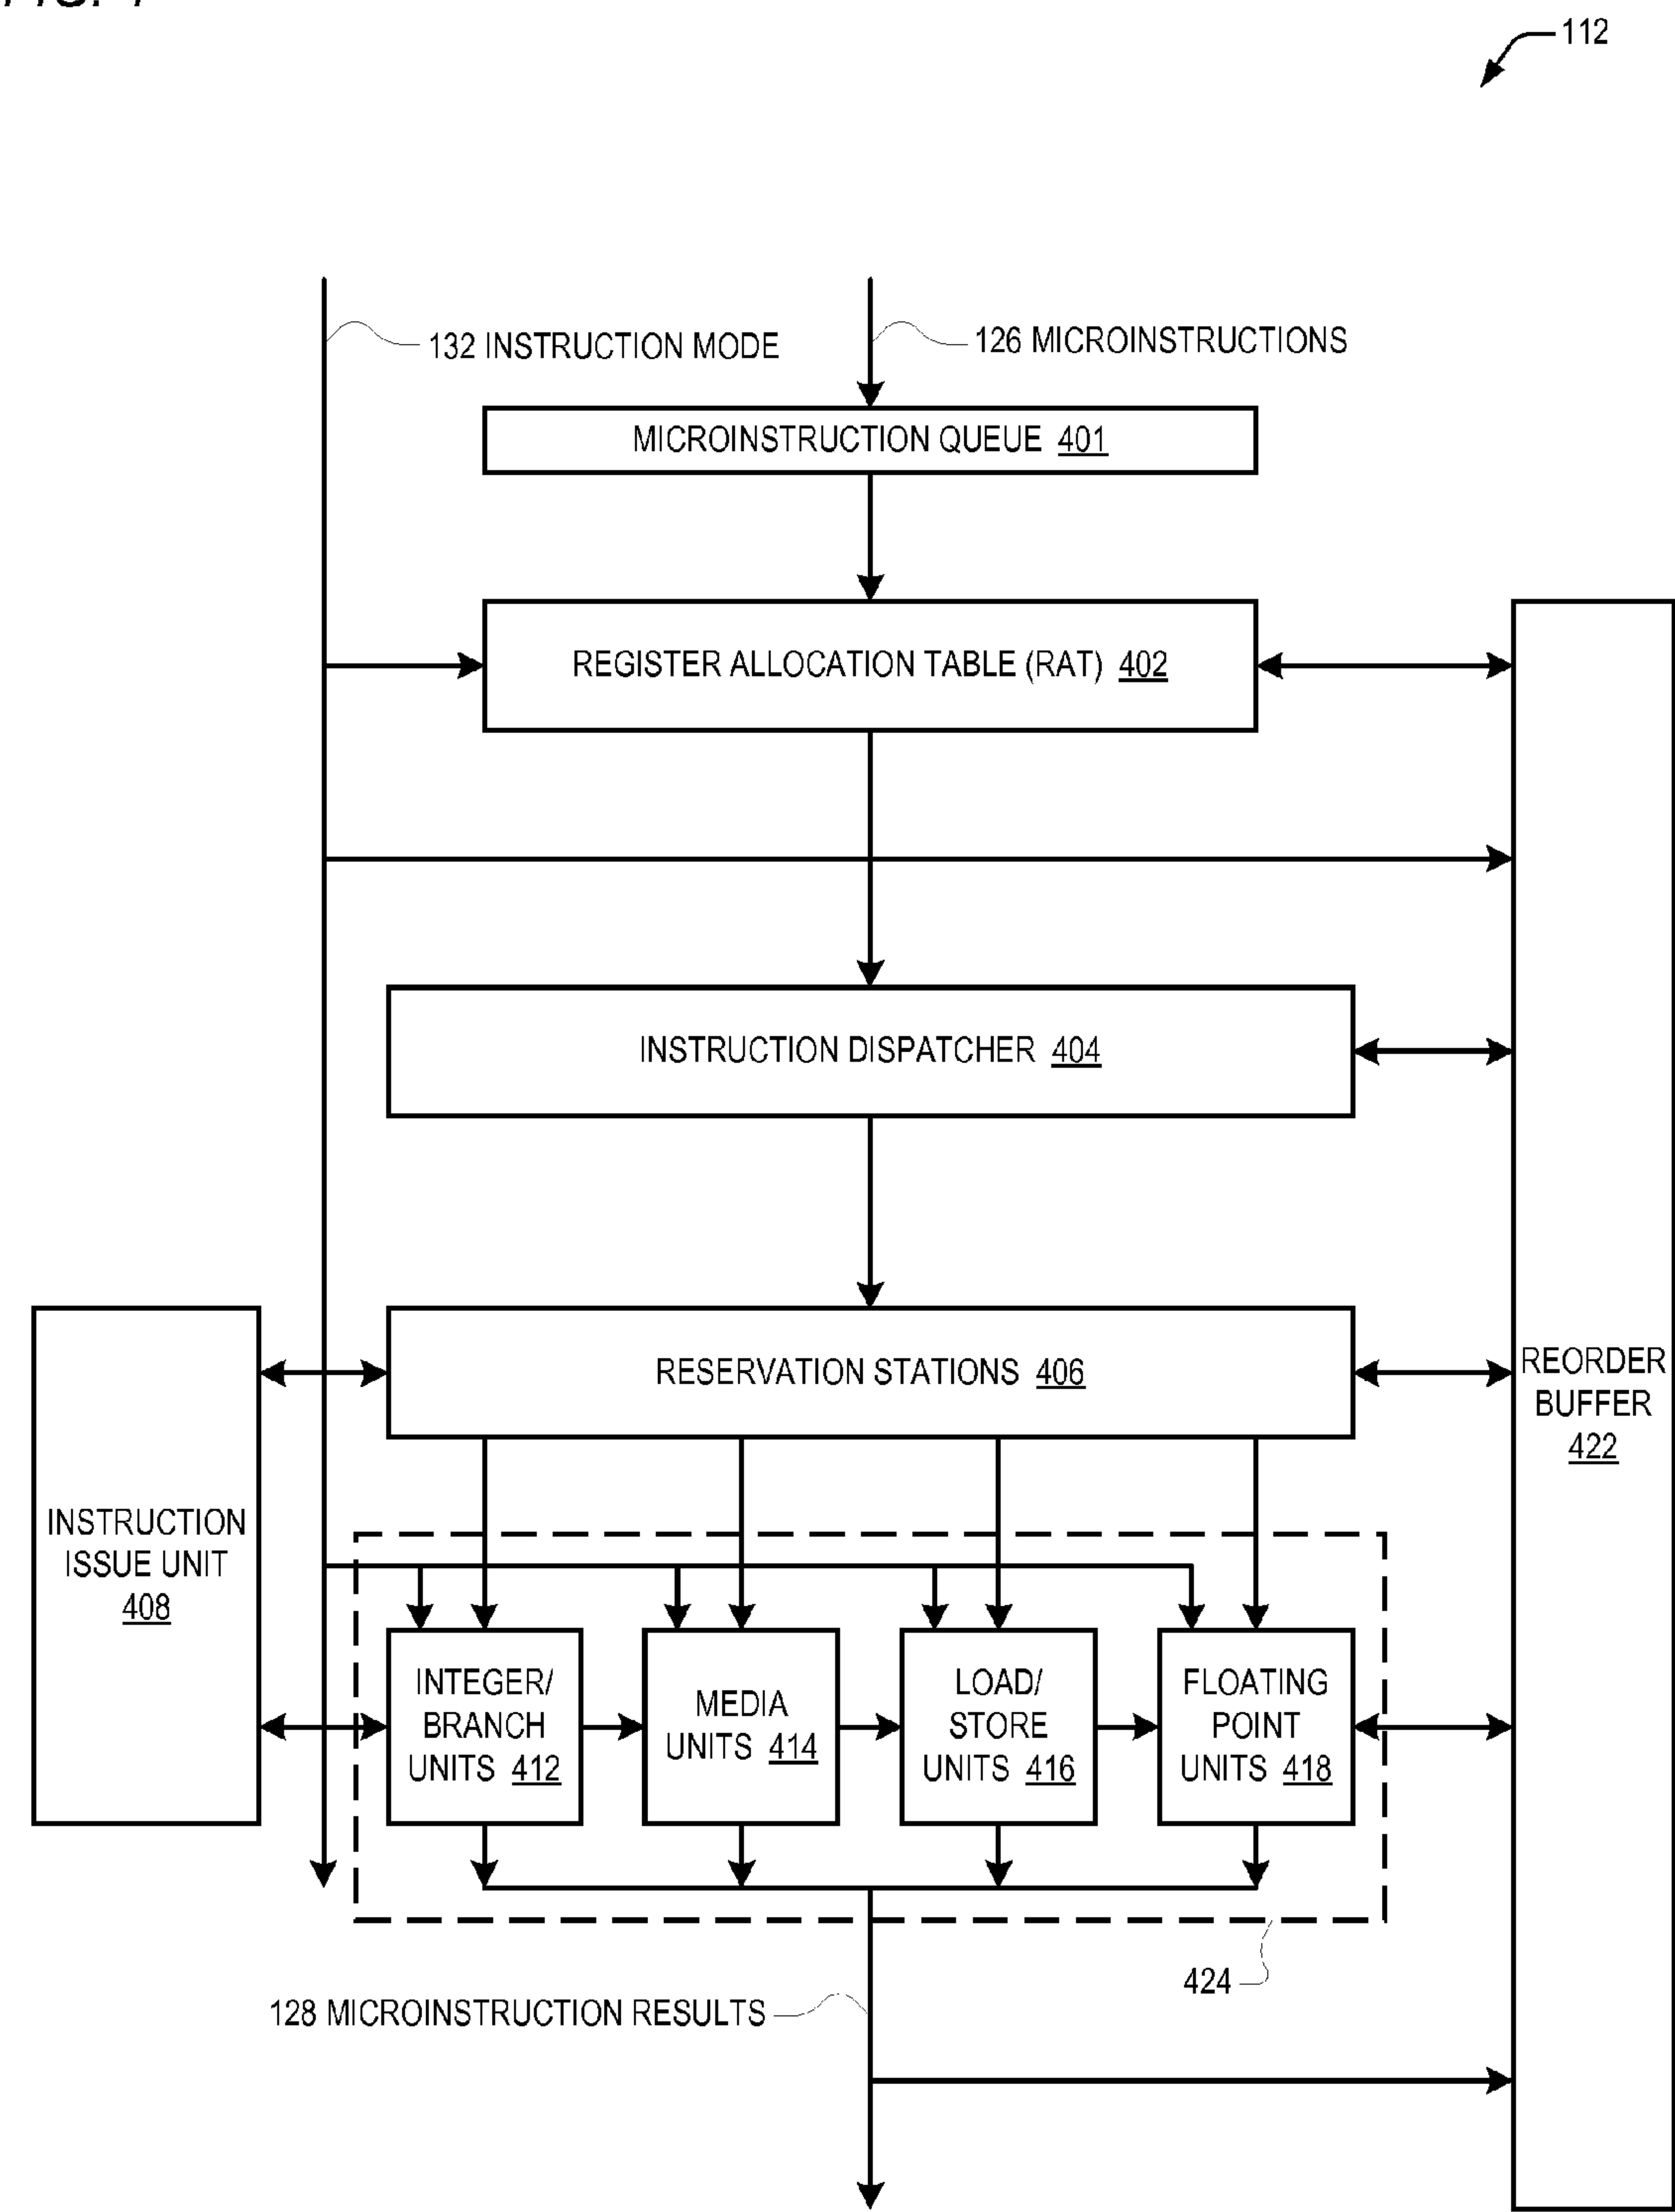 112
132 INSTRUCTION MODE
126 MICROINSTRUCTIONS
MICROINSTRUCTION QUEUE 401
REGISTER ALLOCATION TABLE (RAT) 402
INSTRUCTION DISPATCHER 404
RESERVATION STATIONS 406
REORDER
BUFFER
422
INSTRUCTION
ISSUE UNIT
408
INTEGER/
BRANCH
UNITS 412
MEDIA
UNITS 414
LOAD/
STORE
UNITS 416
FLOATING
POINT
UNITS 418
424
128 MICROINSTRUCTION RESULTS